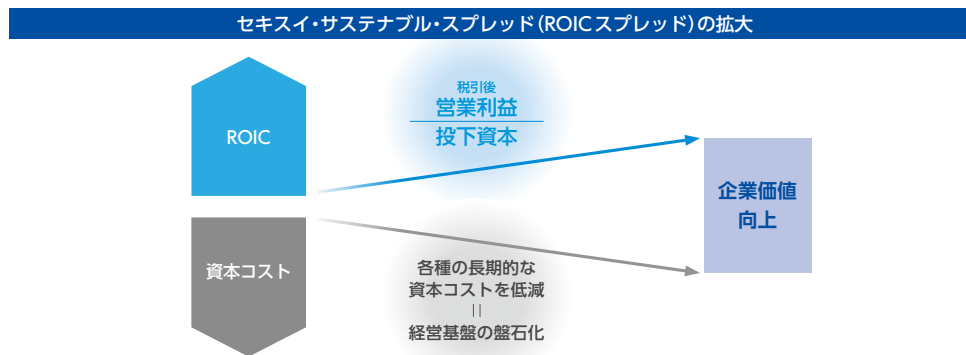 セキスイ・サステナブル・スプレッド（ROICスプレッド）の拡大
ROIC
税引後
営業利益
投下資本
企業価値
向上
資本コスト
各種の長期的な
資本コストを低減
=
経営基盤の盤石化